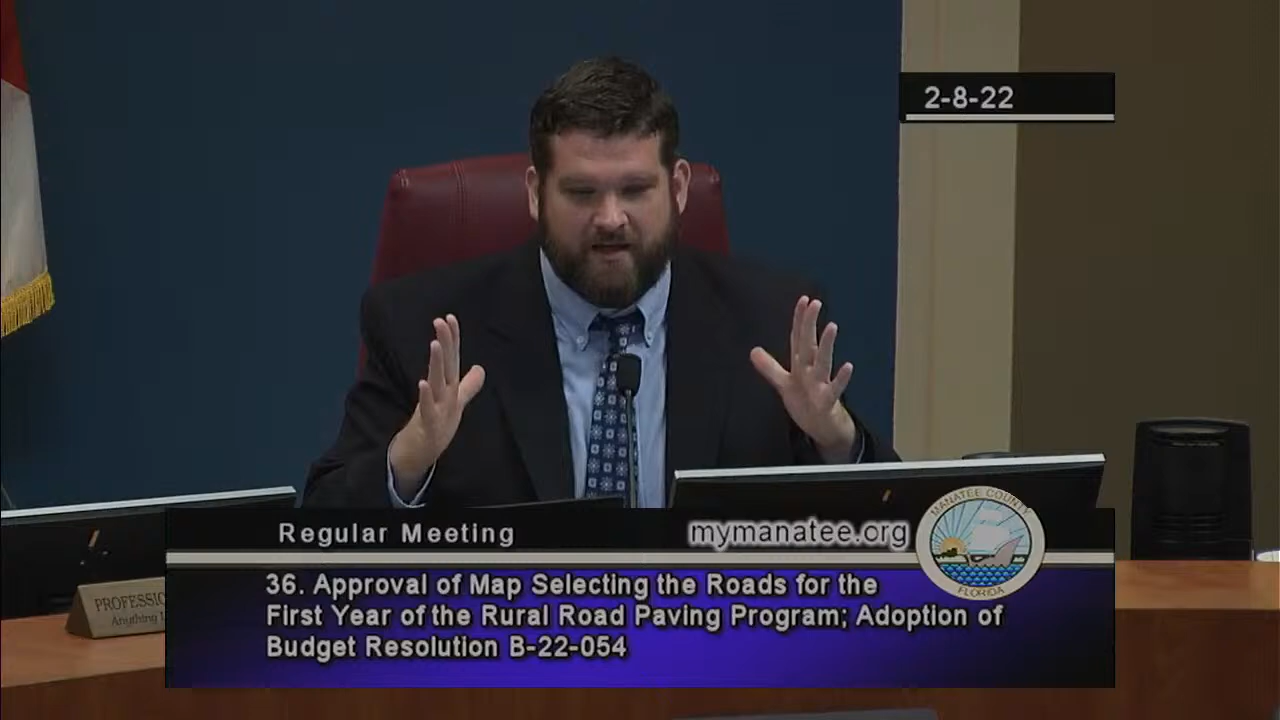 2-8-22
Regular Meeting
mymanatee.org
MANATEE COUNTY
FLORIDA
36. Approval of Map Selecting the Roads for the
First Year of the Rural Road Paving Program; Adoption of
Budget Resolution B-22-054
Anything